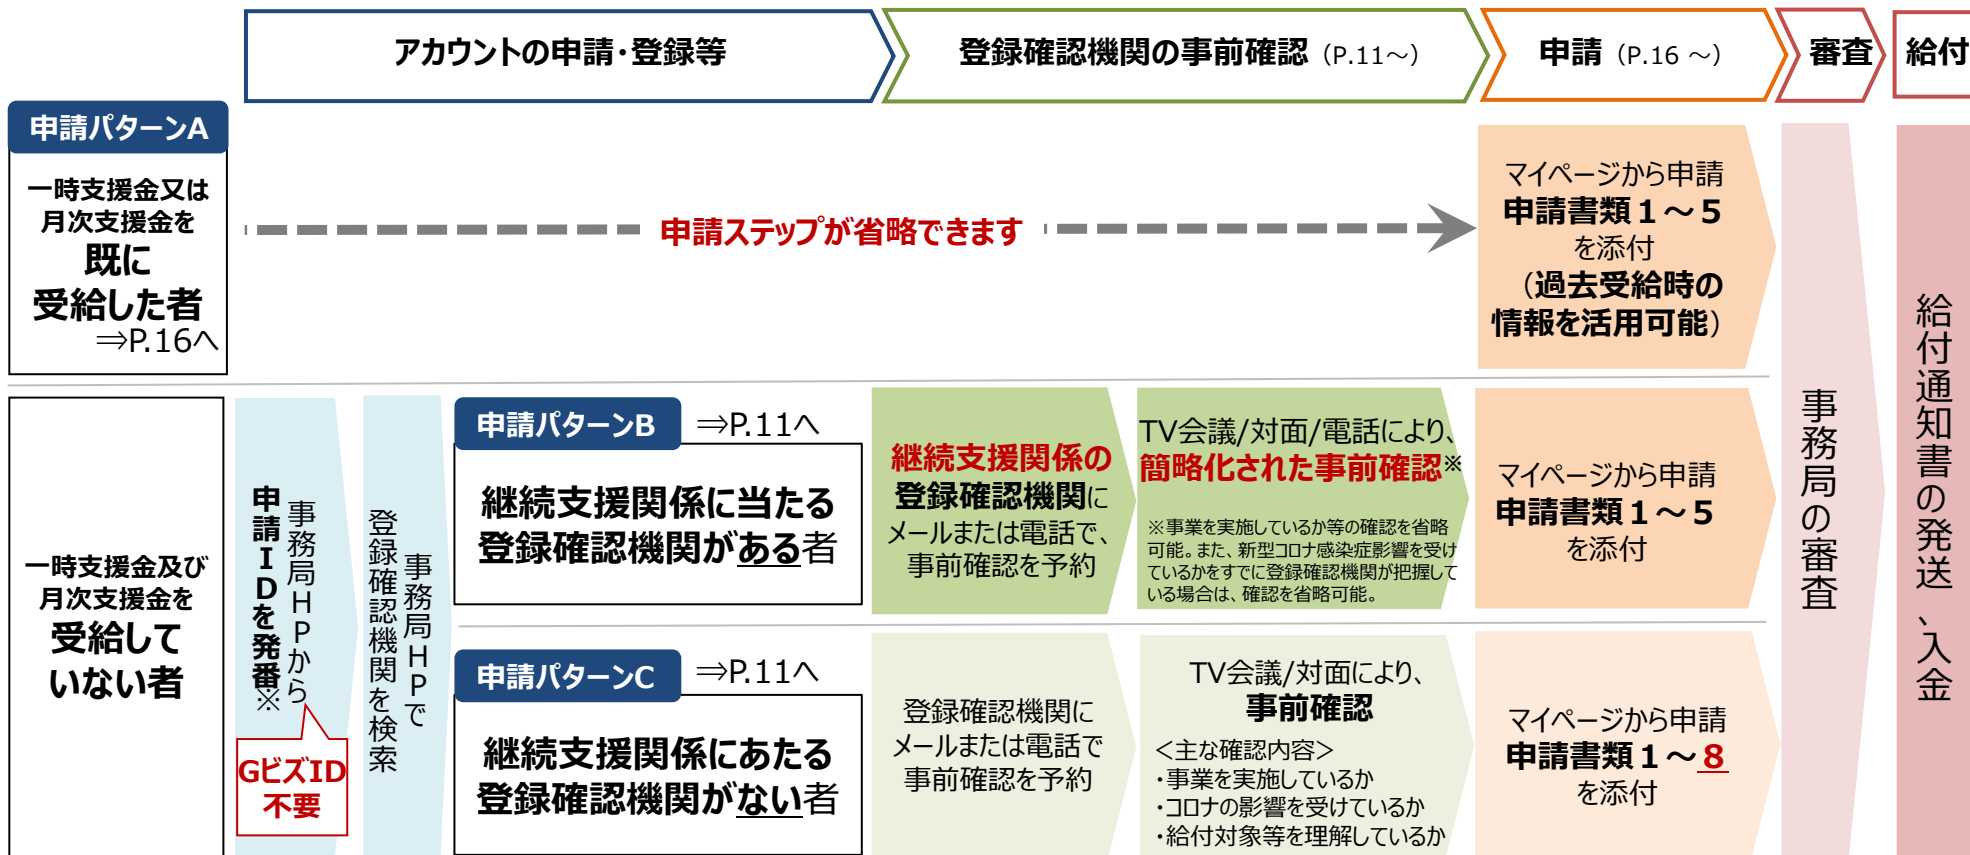 アカウントの申請・登録等
登録確認機関の事前確認（P.11～）
申請（P.16 ～）
審査
給付
申請パターンA
一時支援金又は
月次支援金を
既に
受給した者
⇒P.16へ
申請ステップが省略できます
マイページから申請
申請書類１～５
を添付
（過去受給時の
情報を活用可能）
一時支援金及び
月次支援金を
受給して
いない者
事務局HPから
申請IDを発番※
GビズID
不要
事務局HPで
登録確認機関を検索
申請パターンB
⇒P.11へ
継続支援関係に当たる
登録確認機関がある者
継続支援関係の
登録確認機関に
メールまたは電話で、
事前確認を予約
TV会議/対面/電話により、
簡略化された事前確認※
※事業を実施しているか等の確認を省略
可能。また、新型コロナ感染症影響を受け
ているかをすでに登録確認機関が把握して
いる場合は、確認を省略可能。
マイページから申請
申請書類１～５
を添付
申請パターンC
⇒P.11へ
継続支援関係にあたる
登録確認機関がない者
登録確認機関に
メールまたは電話で
事前確認を予約
TV会議/対面により、
事前確認
＜主な確認内容＞
・事業を実施しているか
・コロナの影響を受けているか
・給付対象等を理解しているか
マイページから申請
申請書類１～８
を添付
事務局の審査
給付通知書の発送、入金